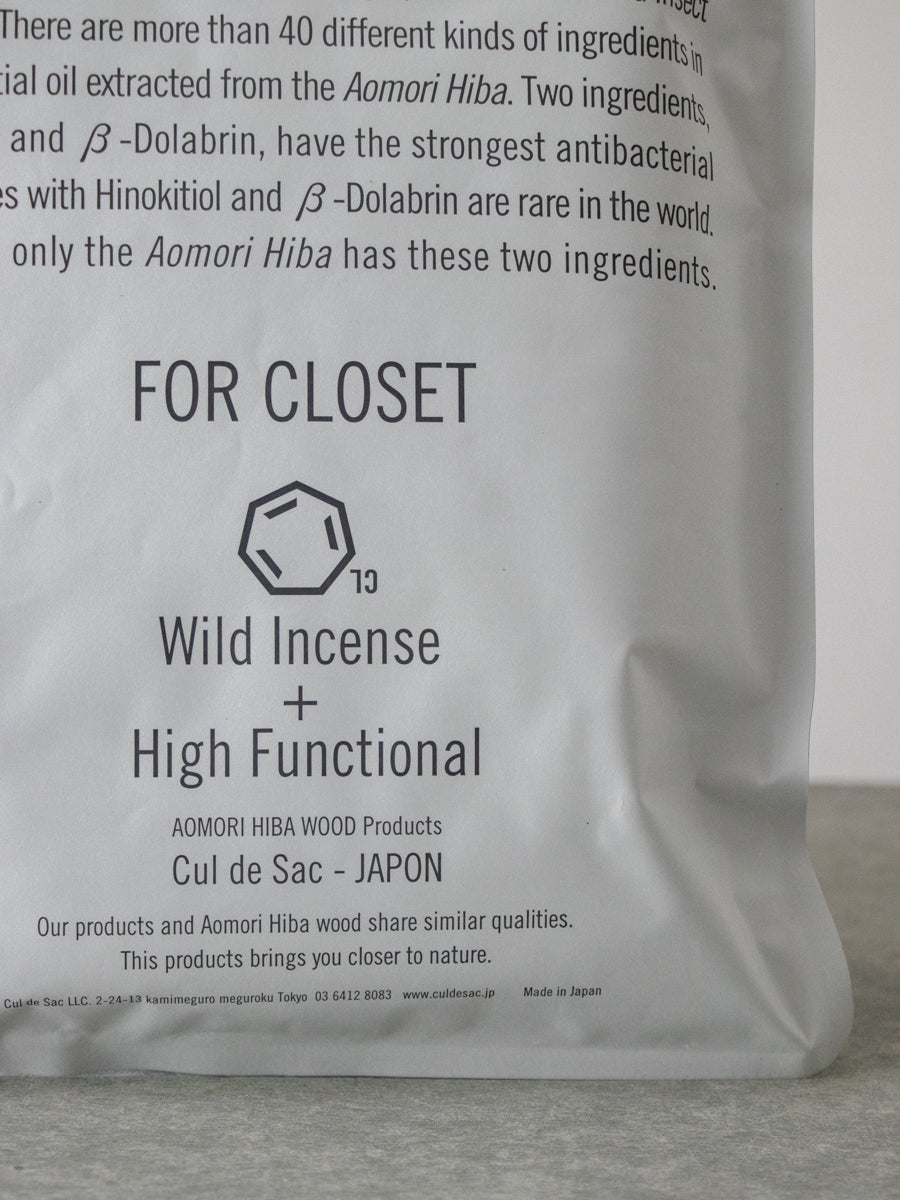 insect
There are more than 40 different kinds of ingredients in
tial oil extracted from the Aomori Hiba. Two ingredients,
and β-Dolabrin, have the strongest antibacterial
es with Hinokitiol and β-Dolabrin are rare in the world.
only the Aomori Hiba has these two ingredients.
FOR CLOSET
CL
Wild Incense
+
High Functional
AOMORI HIBA WOOD Products
Cul de Sac - JAPON
Our products and Aomori Hiba wood share similar qualities.
This products brings you closer to nature.
Cul de Sac LLC. 2-24-13 kamimeguro meguroku Tokyo 03 6412 8083 www.culdesac.jp Made in Japan